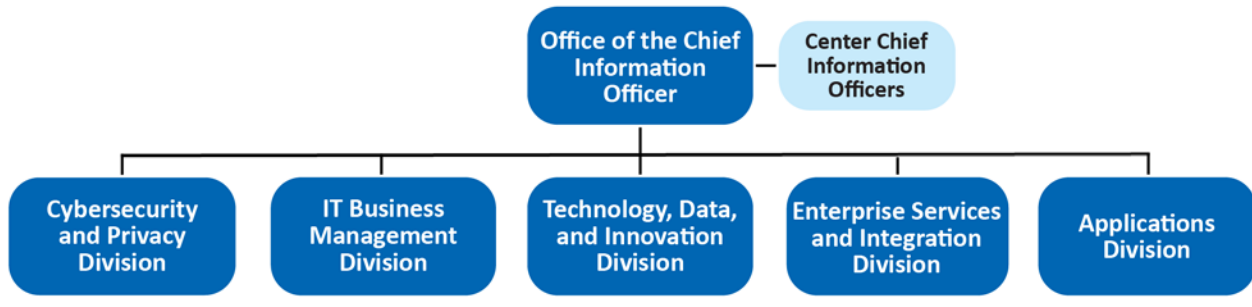 Office of the Chief
Information
Officer
Center Chief
Information
Officers
Cybersecurity
and Privacy
Division
IT Business
Management
Division
Technology, Data,
and Innovation
Division
Enterprise Services
and Integration
Division
Applications
Division